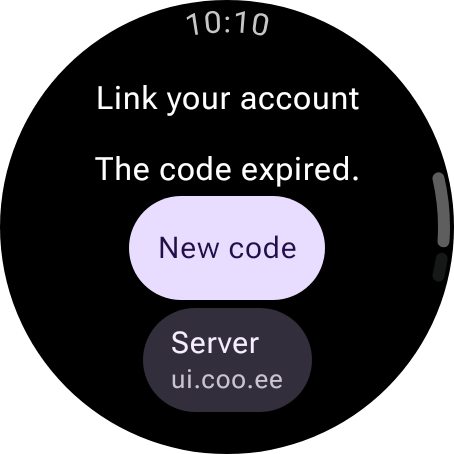 10:10
Link your account
The code expired.
New code
Server
ui.coo.ee